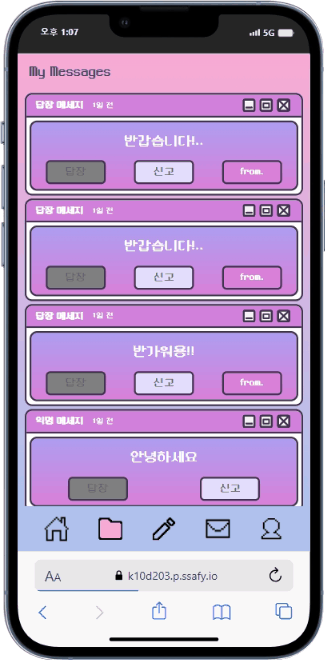 오후 1:07
5G
My Messages
답장 메세지 1일 전
반갑습니다!..
답장 신고 from.
답장 메세지 1일 전
반갑습니다!..
답장 신고 from.
답장 메세지 1일 전
반가워용!!
답장 신고 from.
익명 메세지 1일 전
안녕하세요
답장 신고
AA k10d203.p.ssafy.io